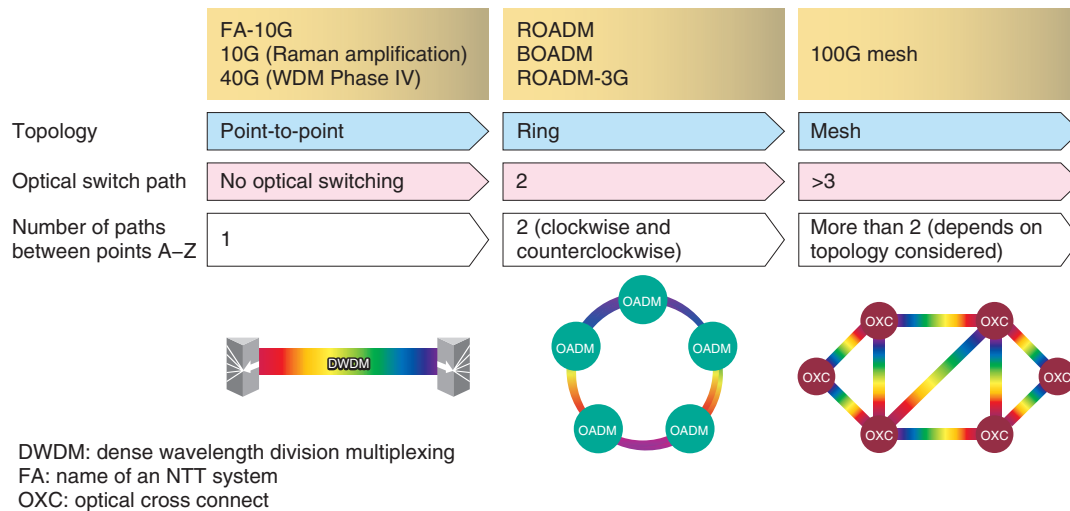 FA-10G
10G (Raman amplification)
40G (WDM Phase IV)
ROADM
BOADM
ROADM-3G
100G mesh
Topology
Point-to-point
Ring
Mesh
Optical switch path
No optical switching
2
>3
Number of paths
between points A–Z
1
2 (clockwise and
counterclockwise)
More than 2 (depends on
topology considered)
DWDM
OADM
OADM
OADM
OADM
OADM
OXC
OXC
OXC
OXC
OXC
OXC
DWDM: dense wavelength division multiplexing
FA: name of an NTT system
OXC: optical cross connect